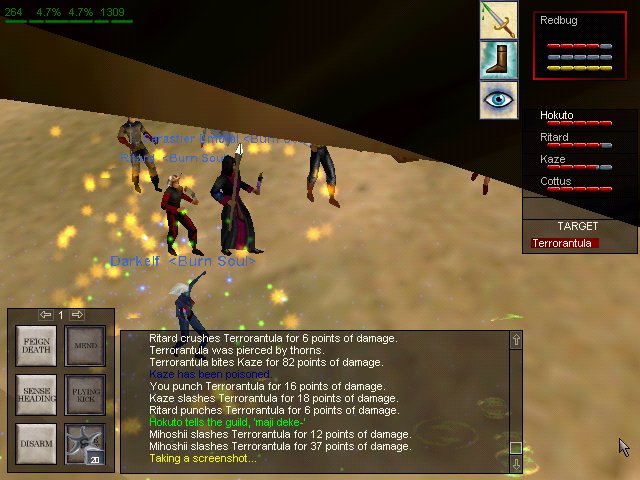 264 4.7% 4.7% 1309
Redbug
Hokuto
Ritard
Kaze
Cottus
TARGET
Terrorantula
<Burn
Ritard <Burn Soul>
Darkelf <Burn Soul>
1
FEIGN DEATH
MEND
SENSE HEADING
FLYING KICK
DISARM
20
Ritard crushes Terrorantula for 6 points of damage.
Terrorantula was pierced by thorns.
Terrorantula bites Kaze for 82 points of damage.
Kaze has been poisoned.
You punch Terrorantula for 16 points of damage.
Kaze slashes Terrorantula for 18 points of damage.
Ritard punches Terrorantula for 6 points of damage.
Hokuto tells the guild, 'maji deke-'
Mihoshii slashes Terrorantula for 12 points of damage.
Mihoshii slashes Terrorantula for 37 points of damage.
Taking a screenshot...